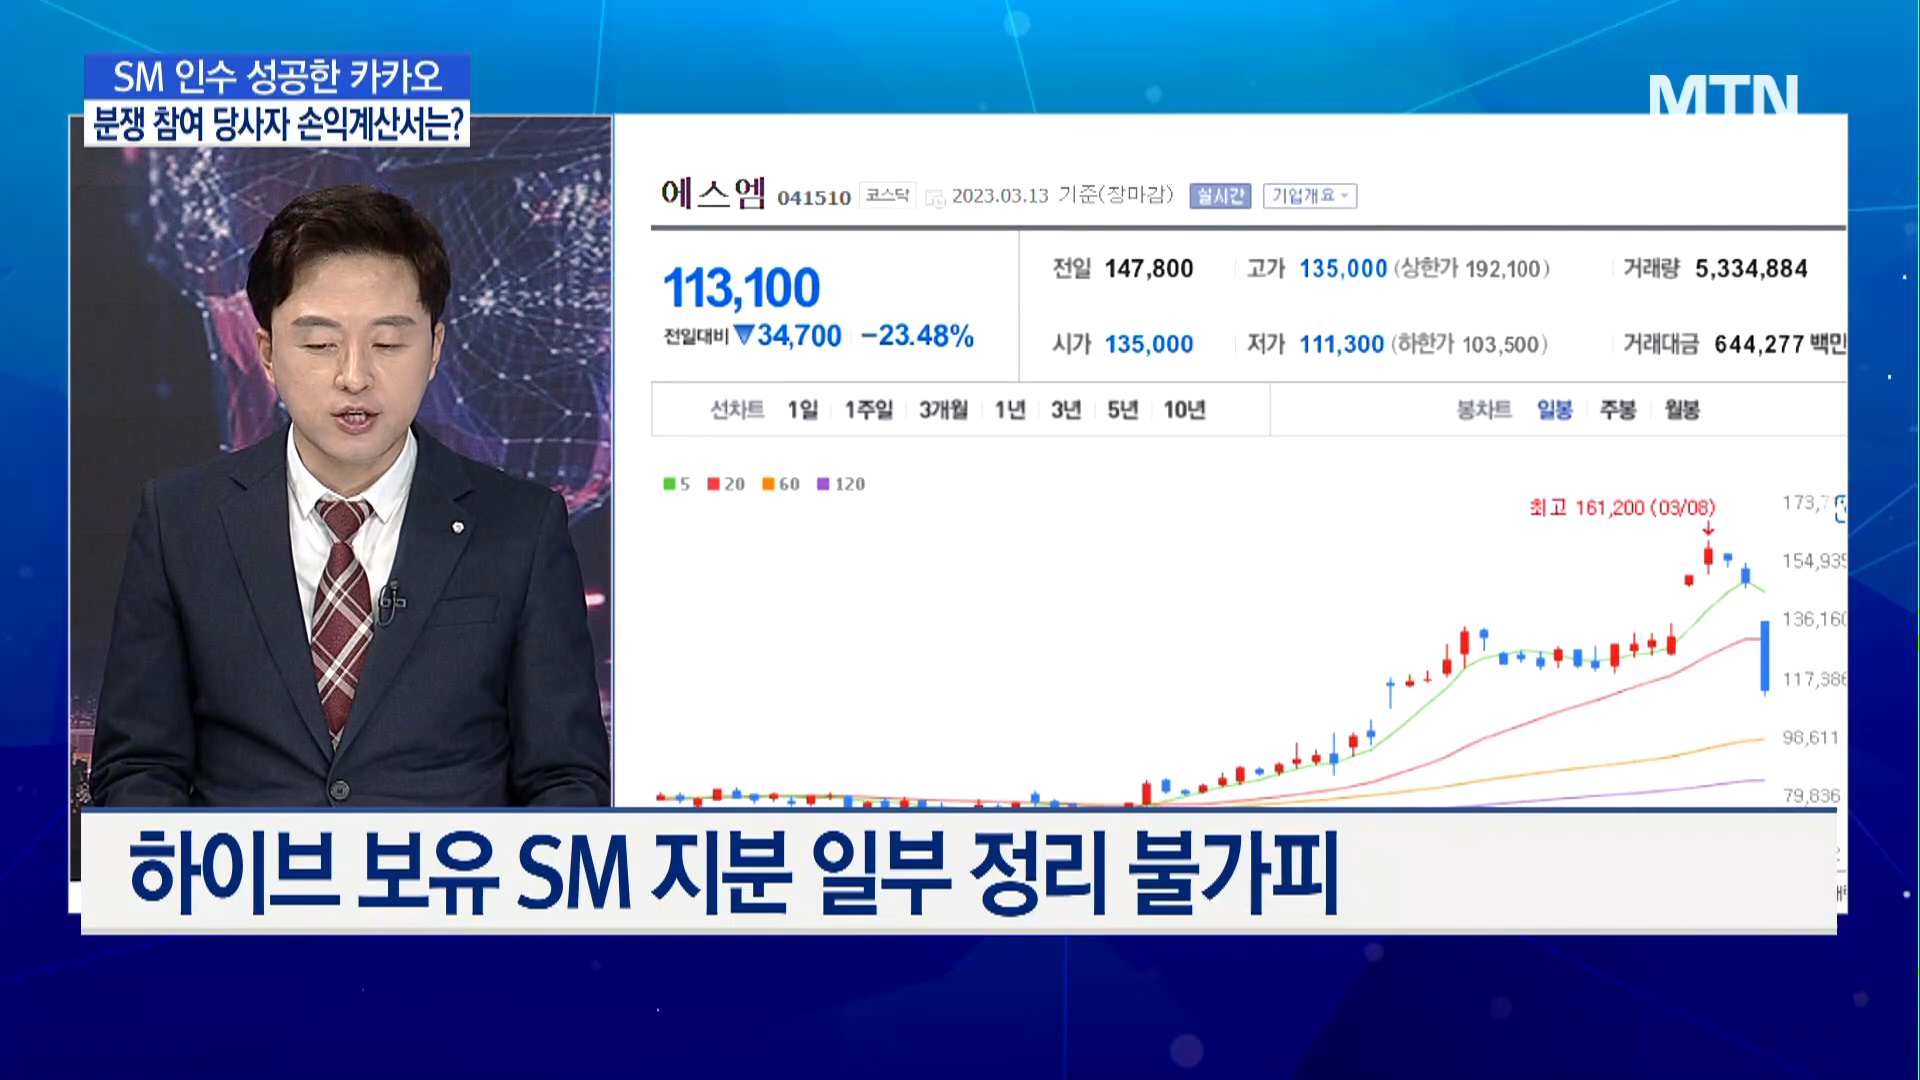 SM 인수 성공한 카카오
분쟁 참여 당사자 손익계산서는?
MTN
에스엠 041510 코스닥 2023.03.13 기준(장마감) 실시간 기업개요
113,100
전일대비 ▼34,700 -23.48%
전일 147,800 고가 135,000 (상한가 192,100) 거래량 5,334,884
시가 135,000 저가 111,300 (하한가 103,500) 거래대금 644,277 백만
선차트 1일 1주일 3개월 1년 3년 5년 10년 봉차트 일봉 주봉 월봉
5 20 60 120
최고 161,200 (03/08)
154,935
136,160
117,386
98,611
79,836
하이브 보유 SM 지분 일부 정리 불가피